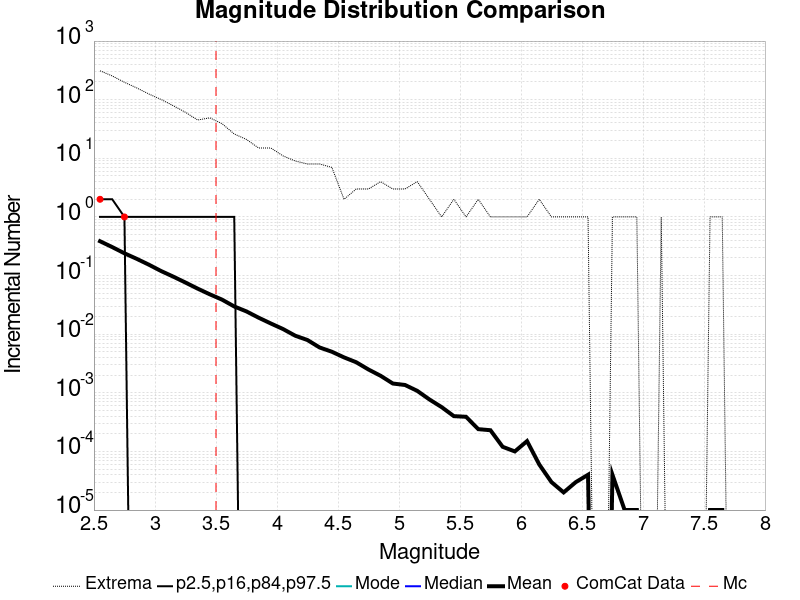 Magnitude Distribution Comparison
10^3
10^2
10^1
10^0
10^-1
10^-2
10^-3
10^-4
10^-5
Incremental Number
2.5 3 3.5 4 4.5 5 5.5 6 6.5 7 7.5 8
Magnitude
Extrema p2.5,p16,p84,p97.5 Mode Median Mean ComCat Data Mc